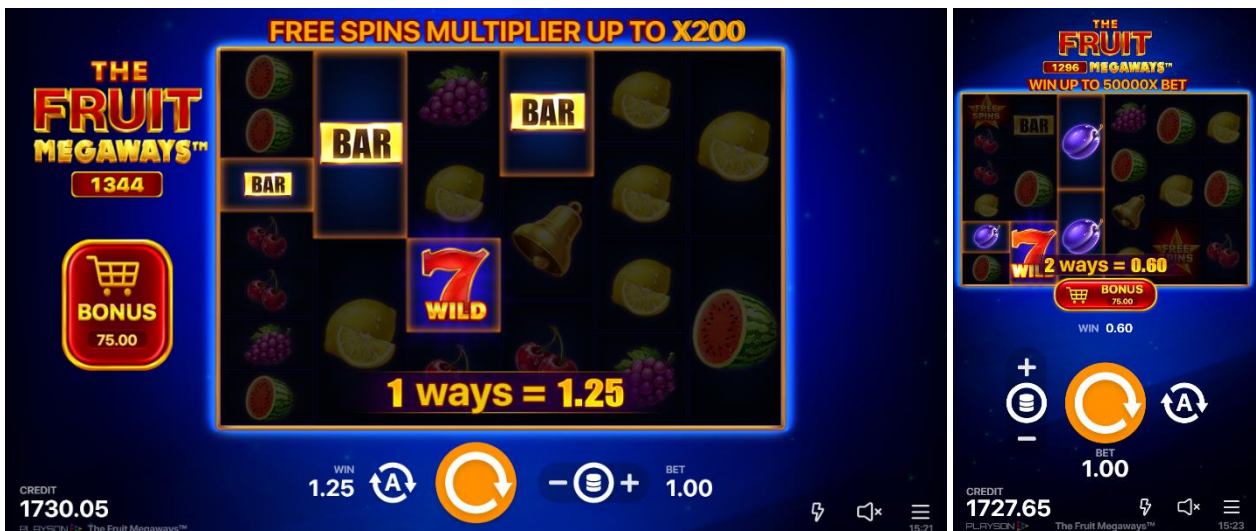 FREE SPINS MULTIPLIER UP TO X200
THE
FRUIT
MEGAWAYS™
1344
BONUS
75.00
BAR
BAR
BAR
7
WILD
1 ways = 1.25
WIN
1.25
A
BET
1.00
CREDIT
1730.05
PLAYSON The Fruit Megaways™
15:21
THE
FRUIT
1296 MEGAWAYS™
WIN UP TO 50000X BET
FREE
SPINS
BAR
7
WILD
FREE
SPINS
2 ways = 0.60
BONUS
75.00
WIN 0.60
A
BET
1.00
CREDIT
1727.65
PLAYSON The Fruit Megaways™
15:23